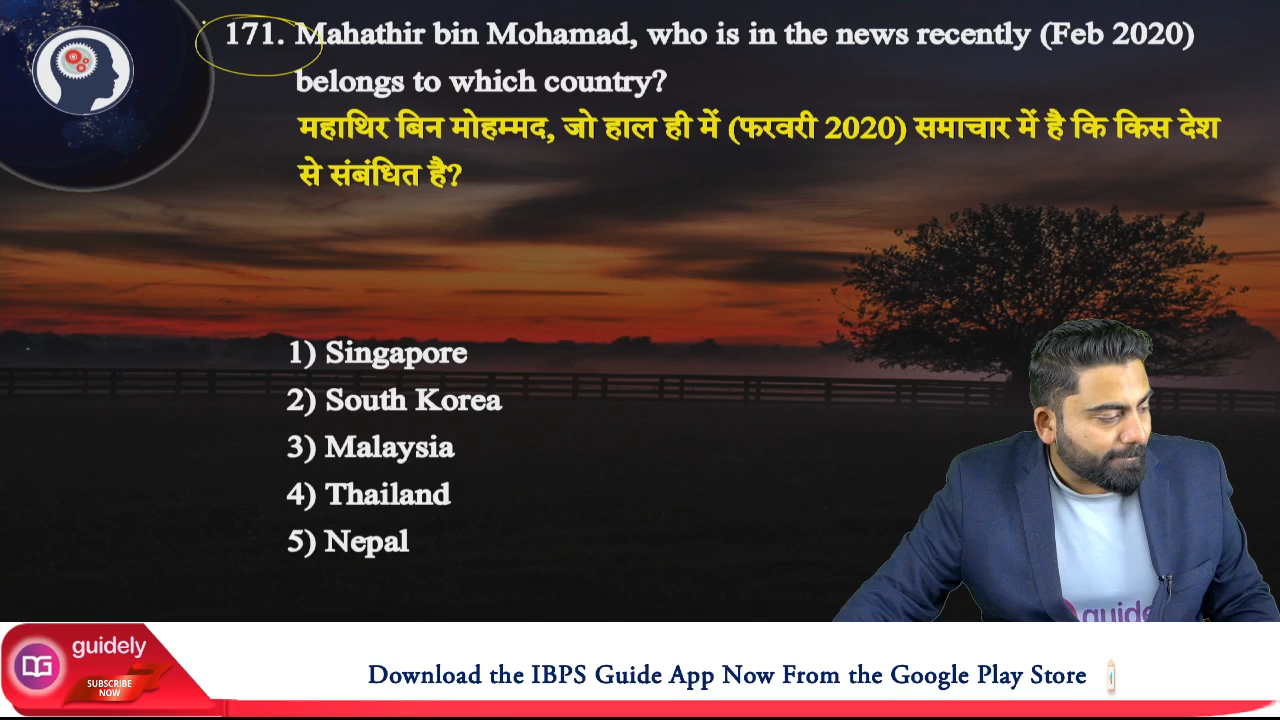 171. Mahathir bin Mohamad, who is in the news recently (Feb 2020)
belongs to which country?
महाथिर बिन मोहम्मद, जो हाल ही में (फरवरी 2020) समाचार में है कि किस देश
से संबंधित है?
1) Singapore
2) South Korea
3) Malaysia
4) Thailand
5) Nepal
guide
guidely
SUBSCRIBE
NOW
Download the IBPS Guide App Now From the Google Play Store